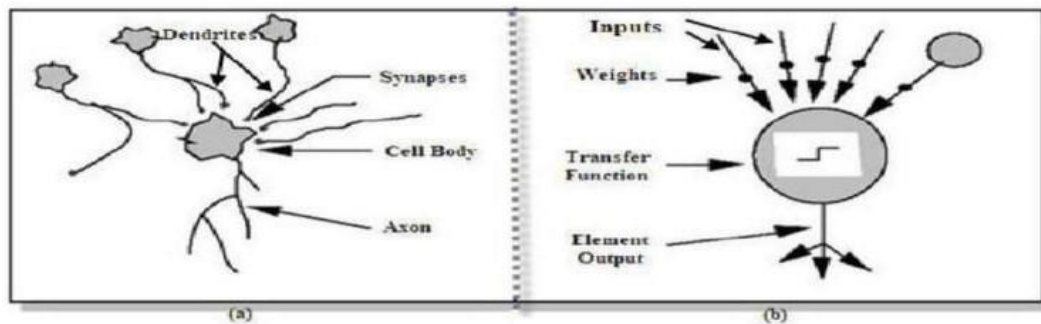 Dendrites
Synapses
Cell Body
Axon
(a)
Inputs
Weights
Transfer
Function
Element
Output
(b)